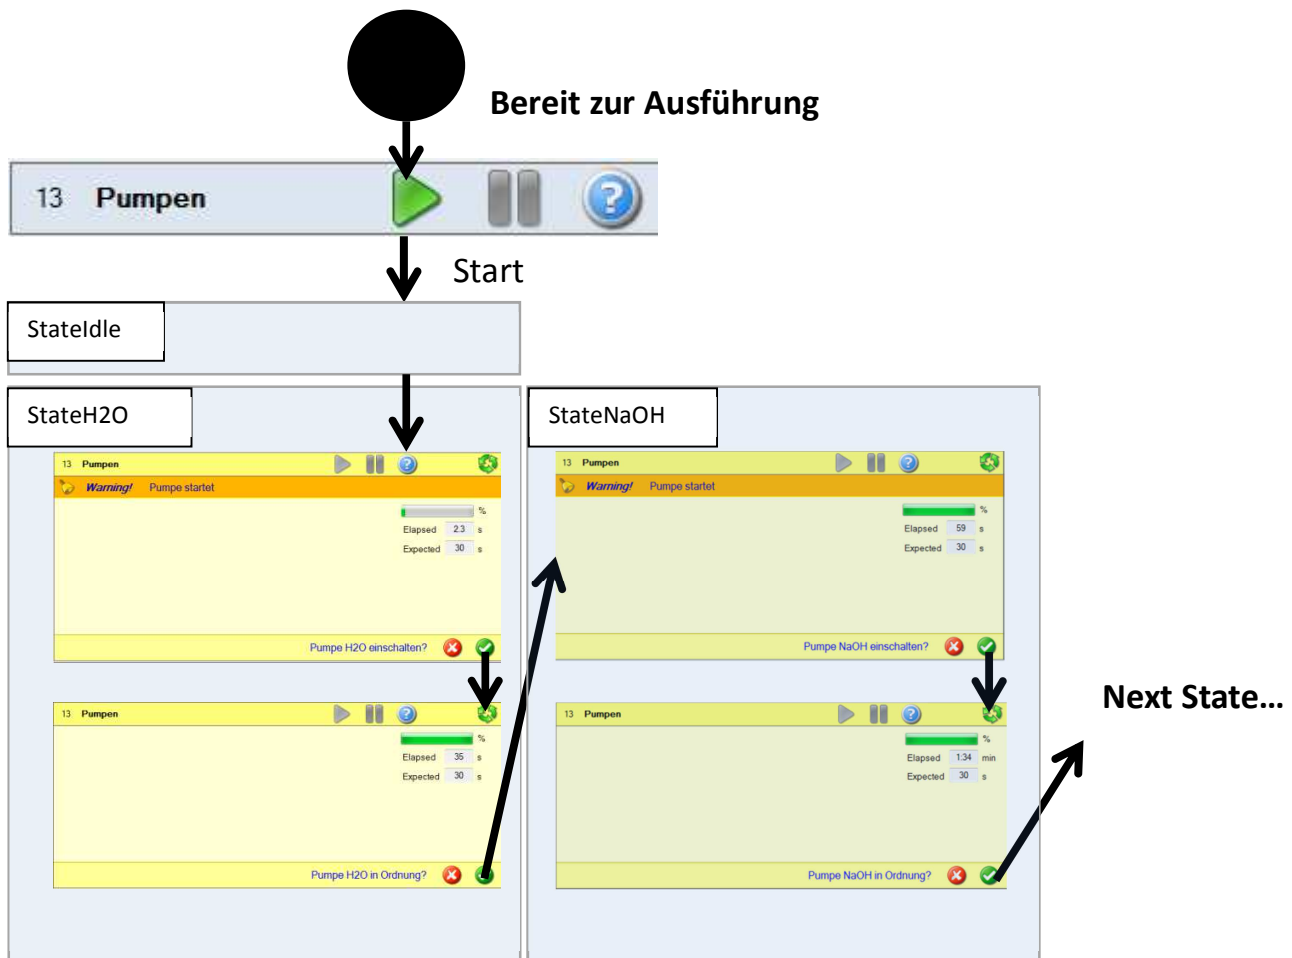 Bereit zur Ausführung
13 Pumpen
Start
StateIdle
StateH2O
13 Pumpen
Warning! Pumpe startet
%
Elapsed 2.3 s
Expected 30 s
Pumpe H2O einschalten?
13 Pumpen
%
Elapsed 35 s
Expected 30 s
Pumpe H2O in Ordnung?
StateNaOH
13 Pumpen
Warning! Pumpe startet
%
Elapsed 59 s
Expected 30 s
Pumpe NaOH einschalten?
13 Pumpen
%
Elapsed 1:34 min
Expected 30 s
Pumpe NaOH in Ordnung?
Next State...